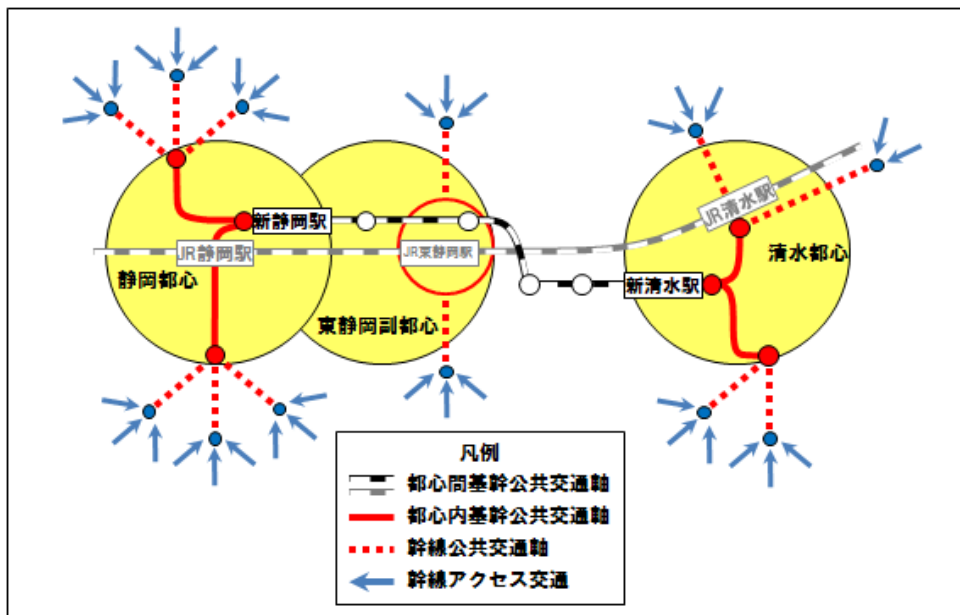 新静岡駅
JR静岡駅
静岡都心
JR東静岡駅
東静岡副都心
JR清水駅
清水都心
新清水駅
凡例
都心間基幹公共交通軸
都心内基幹公共交通軸
幹線公共交通軸
幹線アクセス交通